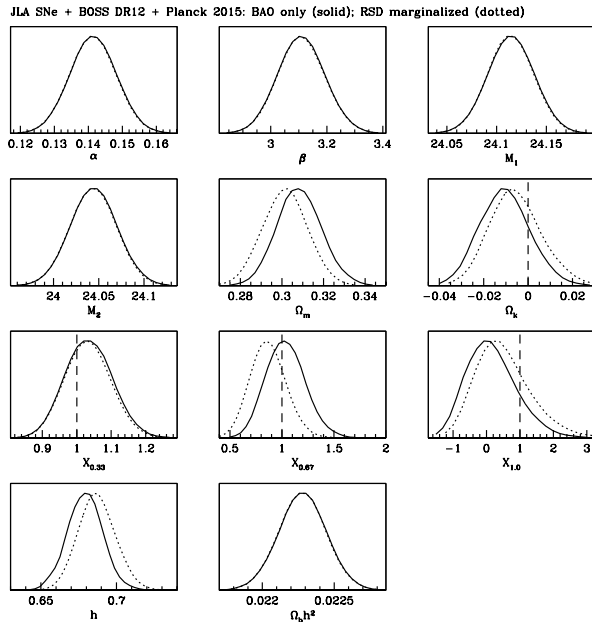 JLA SNe + BOSS DR12 + Planck 2015: BAO only (solid); RSD marginalized (dotted)
0.12 0.13 0.14 0.15 0.16
α
3 3.2 3.4
β
24.05 24.1 24.15
M₁
24 24.05 24.1
M₂
0.28 0.3 0.32 0.34
Ωₘ
−0.04 −0.02 0 0.02
Ωₖ
0.9 1 1.1 1.2
X₀.₃₃
0.5 1 1.5 2
X₀.₆₇
−1 0 1 2 3
X₁.₀
0.65 0.7
h
0.022 0.0225
Ω_bh²